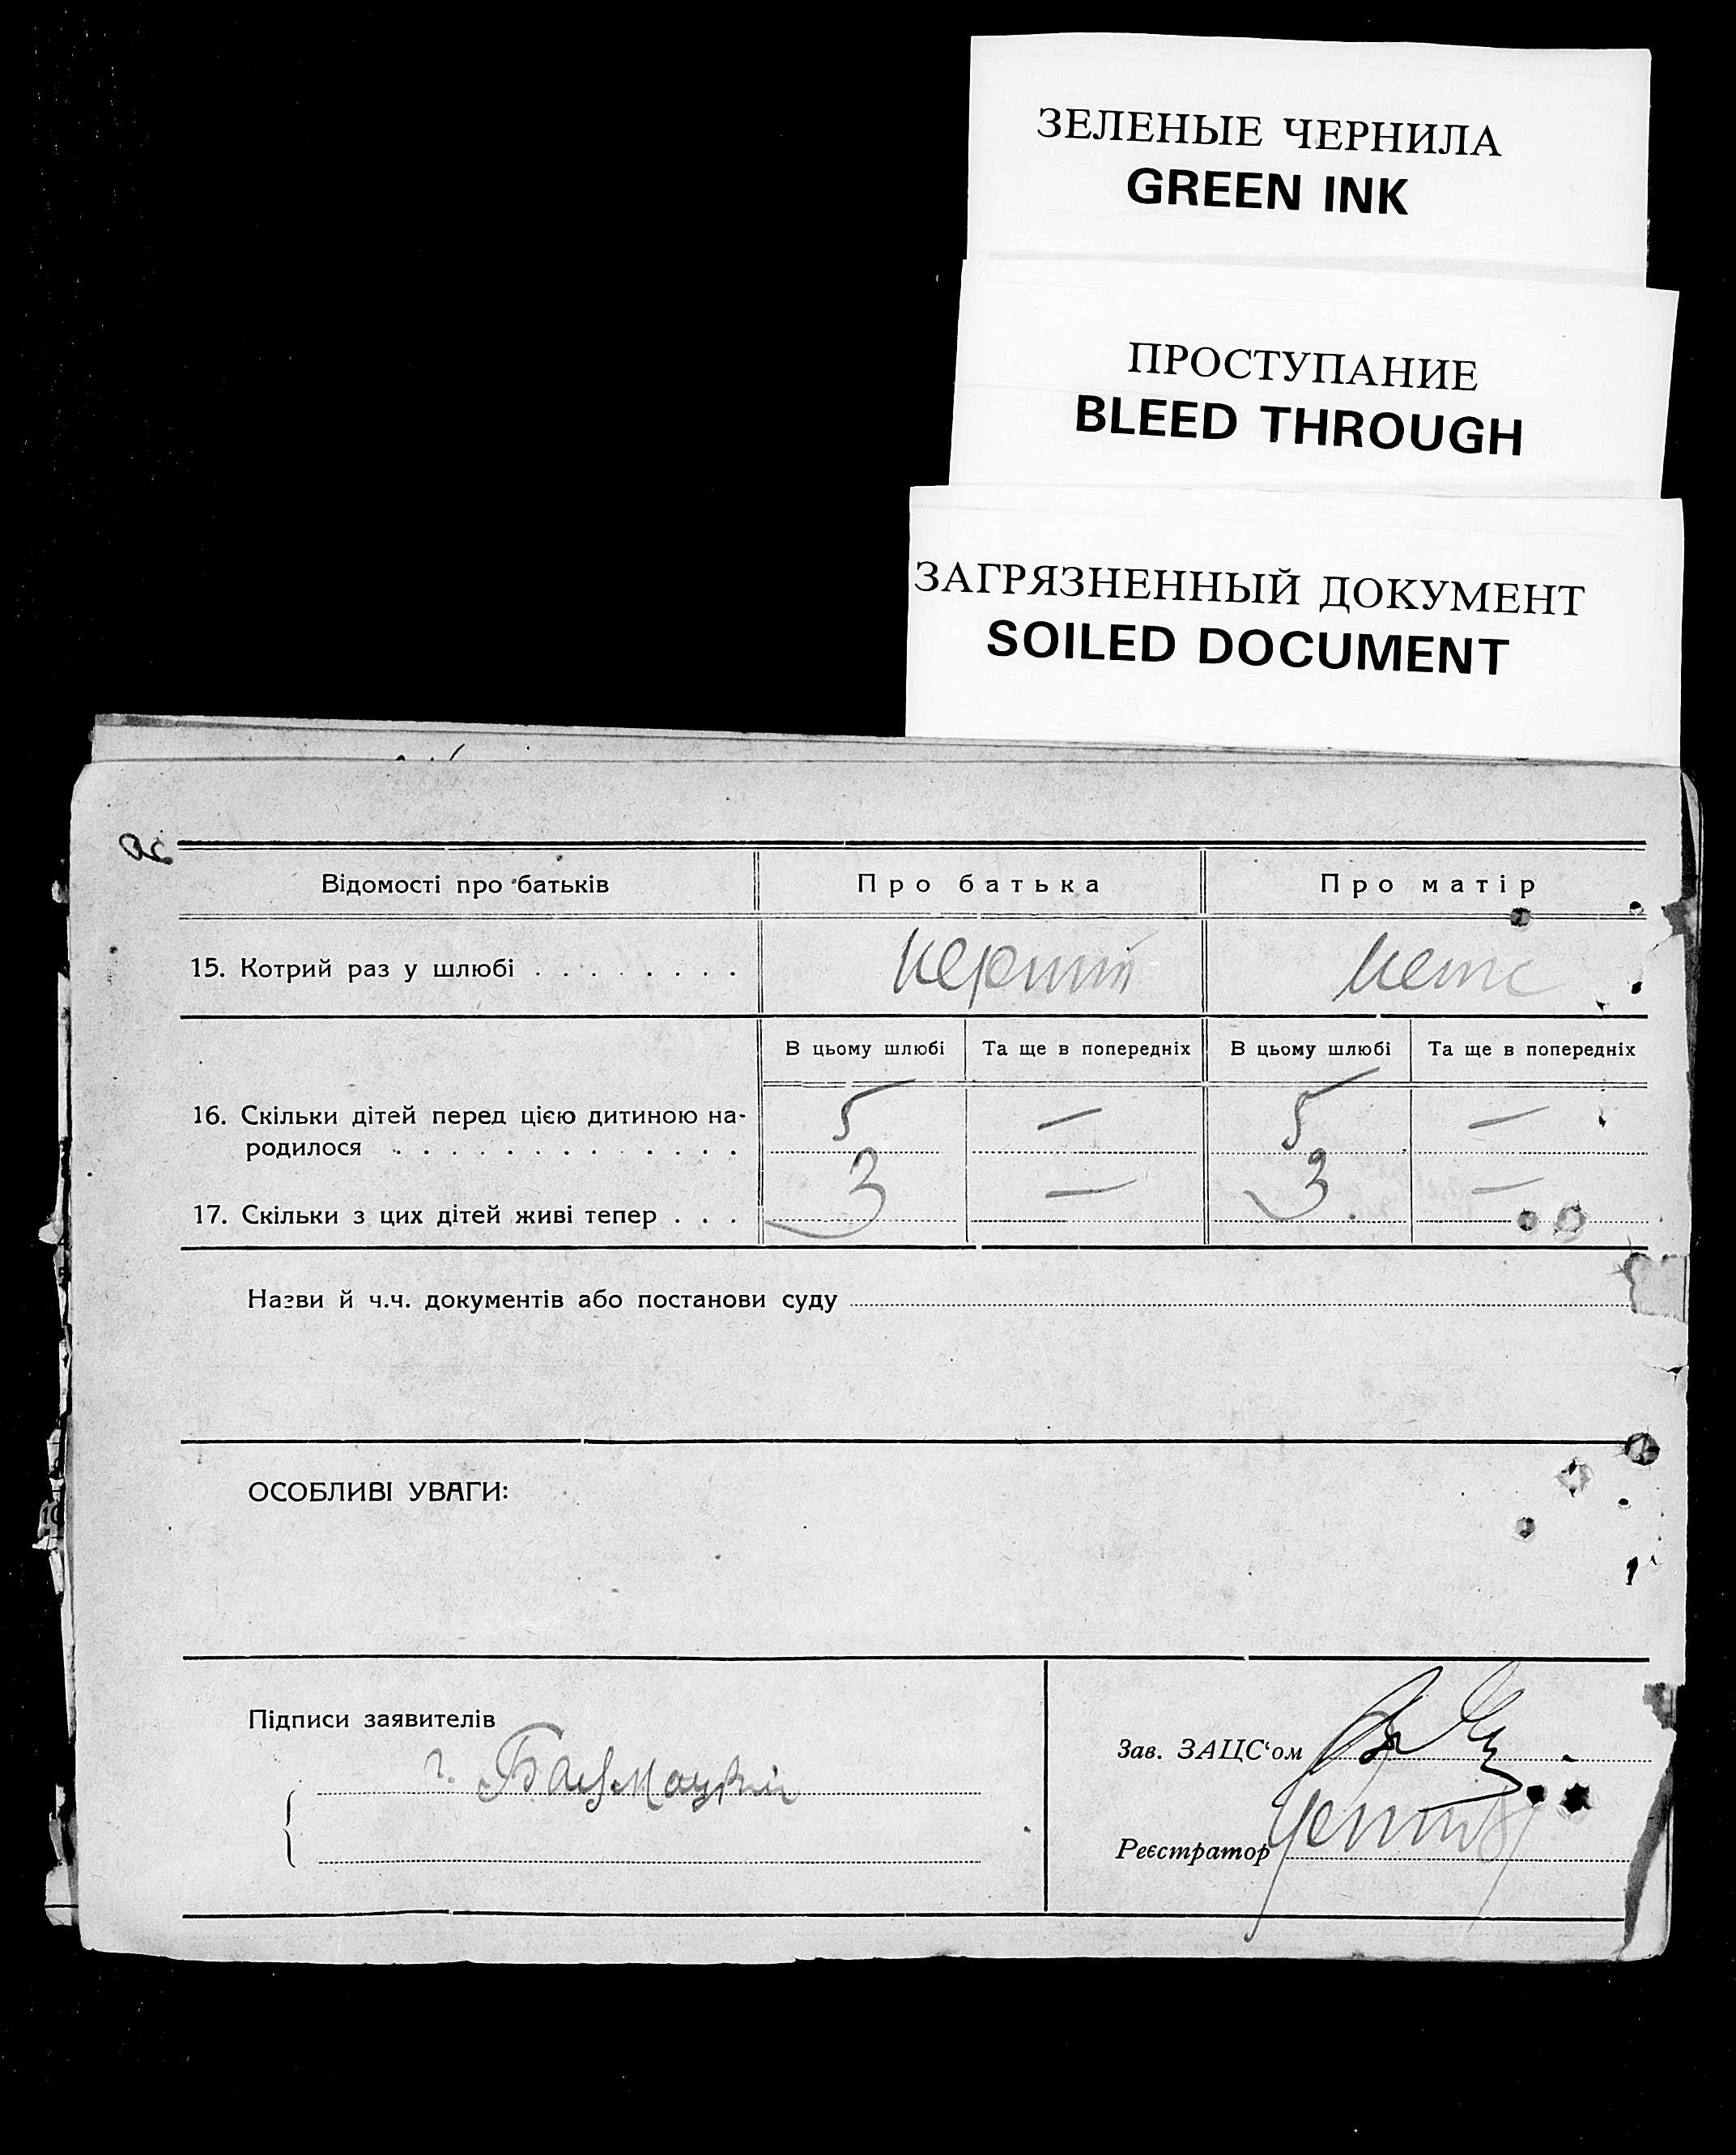 ЗЕЛЕНЫЕ ЧЕРНИЛА
GREEN INK
ПРОСТУПАНИЕ
BLEED THROUGH
ЗАГРЯЗНЕННЫЙ ДОКУМЕНТ
SOILED DOCUMENT
Відомості про батьків Про батька Про матір
15. Котрий раз у шлюбі . . . . . . . .
В цьому шлюбі Та ще в попередніх В цьому шлюбі Та ще в попередніх
16. Скільки дітей перед цією дитиною на- 5 — 5 —
родилося . . . . . . . . . . . . .
17. Скільки з цих дітей живі тепер . . . 3 — 3 —
Назви й ч.ч. документів або постанови суду
ОСОБЛИВІ УВАГИ:
Підписи заявителів
Зав. ЗАЦС‘ом
Реєстратор